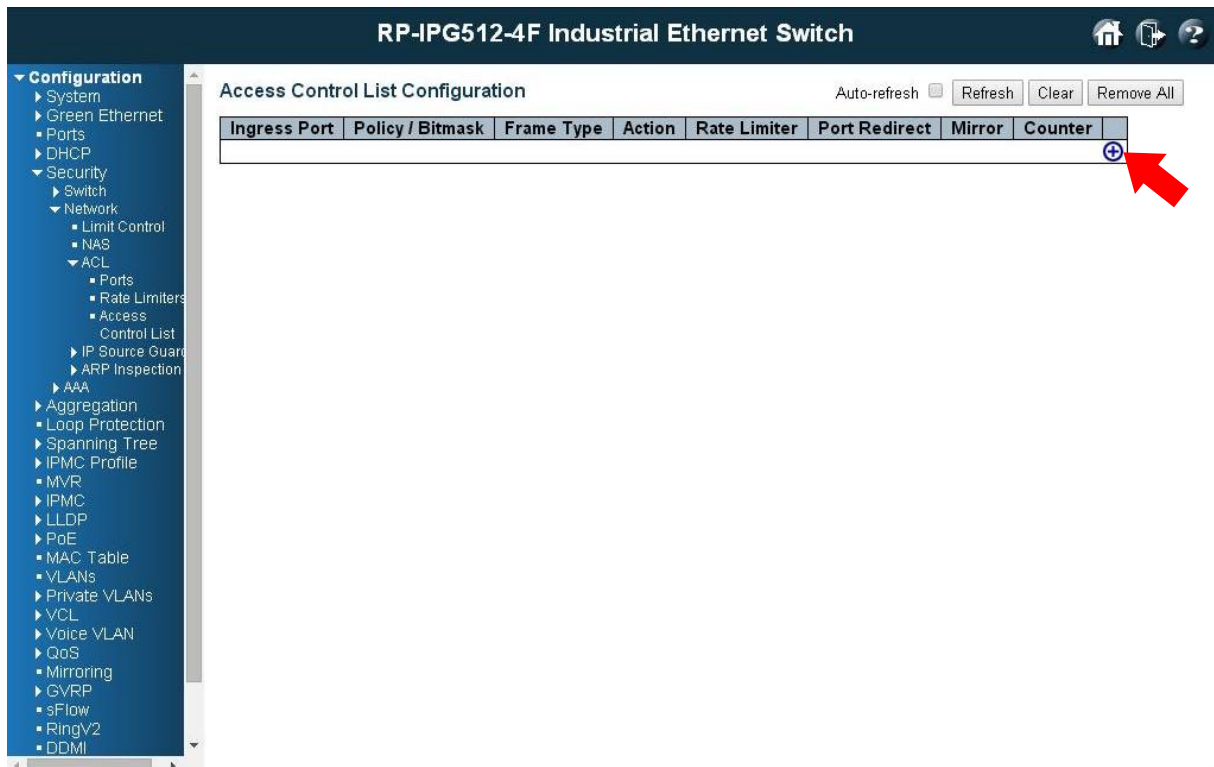 RP-IPG512-4F Industrial Ethernet Switch
Configuration
System
Green Ethernet
Ports
DHCP
Security
Switch
Network
Limit Control
NAS
ACL
Ports
Rate Limiters
Access
Control List
IP Source Guard
ARP Inspection
AAA
Aggregation
Loop Protection
Spanning Tree
IPMC Profile
MVR
IPMC
LLDP
PoE
MAC Table
VLANs
Private VLANs
VCL
Voice VLAN
QoS
Mirroring
GVRP
sFlow
RingV2
DDMI
Access Control List Configuration
Auto-refresh Refresh Clear Remove All
Ingress Port Policy / Bitmask Frame Type Action Rate Limiter Port Redirect Mirror Counter